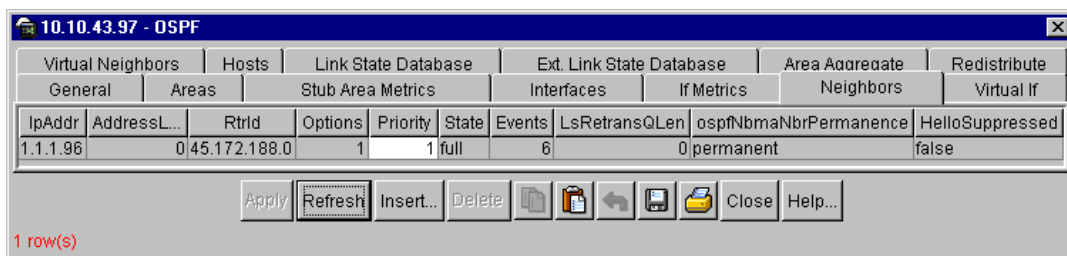 10.10.43.97 - OSPF
Virtual Neighbors Hosts Link State Database Ext. Link State Database Area Aggregate Redistribute
General Areas Stub Area Metrics Interfaces If Metrics Neighbors Virtual If
IpAddr AddressL... RtrId Options Priority State Events LsRetransQLen ospfNbmaNbrPermanence HelloSuppressed
1.1.1.96 0 45.172.188.0 1 1 full 6 0 permanent false
Apply Refresh Insert... Delete Close Help...
1 row(s)